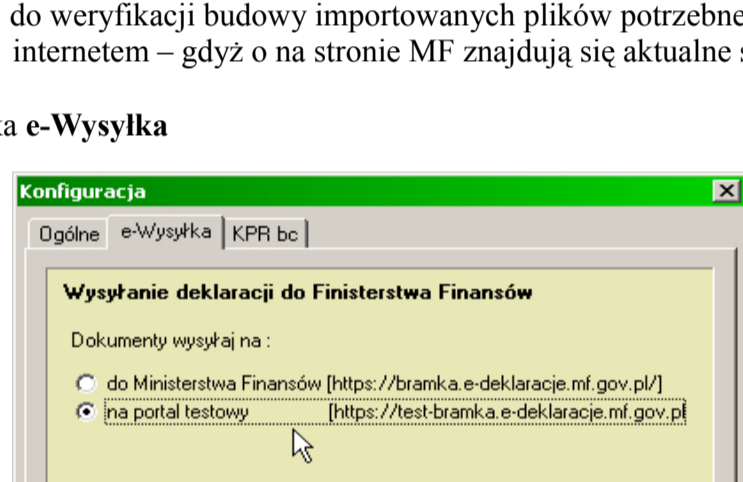 do weryfikacji budowy importowanych plików potrzebne
internetem – gdyż o na stronie MF znajdują się aktualne
e-Wysyłka
Konfiguracja
Ogólne e-Wysyłka KPR bc
Wysyłanie deklaracji do Finisterstwa Finansów
Dokumenty wysyłaj na :
do Ministerstwa Finansów [https://bramka.e-deklaracje.mf.gov.pl/]
na portal testowy [https://test-bramka.e-deklaracje.mf.gov.pl